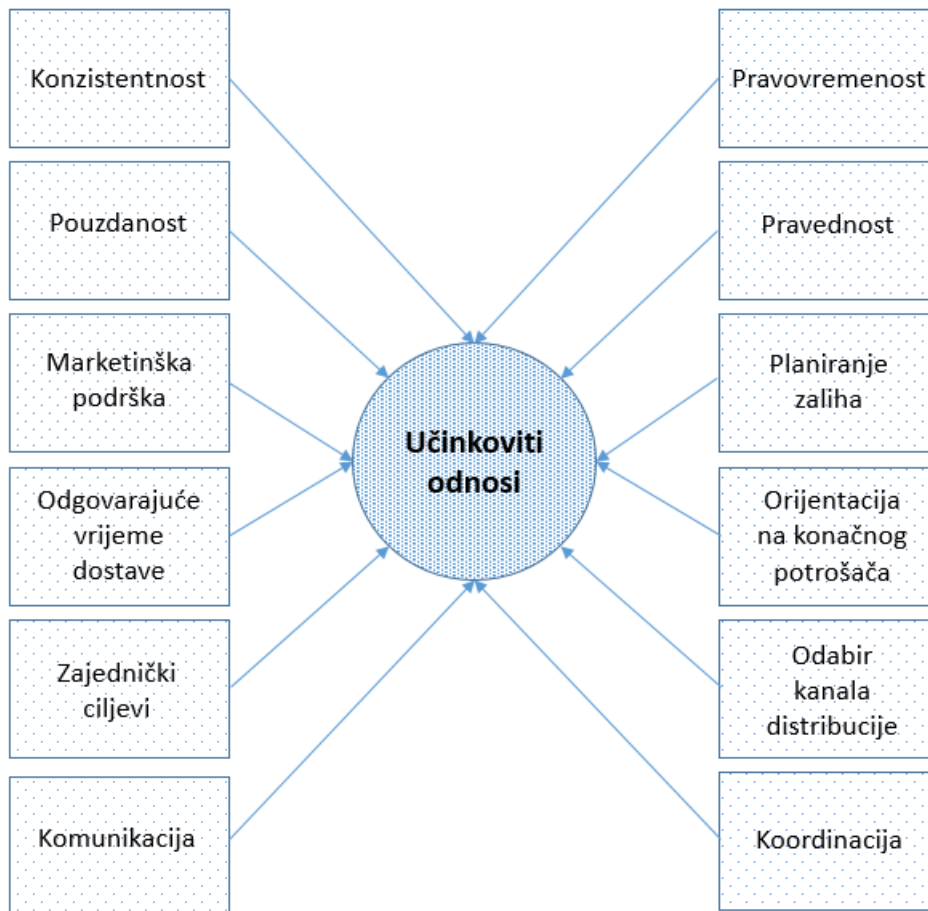 Konzistentnost
Pouzdanost
Marketinška
podrška
Odgovarajuće
vrijeme
dostave
Zajednički
ciljevi
Komunikacija
Učinkoviti
odnosi
Pravovremenost
Pravednost
Planiranje
zaliha
Orijentacija
na konačnog
potrošača
Odabir
kanala
distribucije
Koordinacija